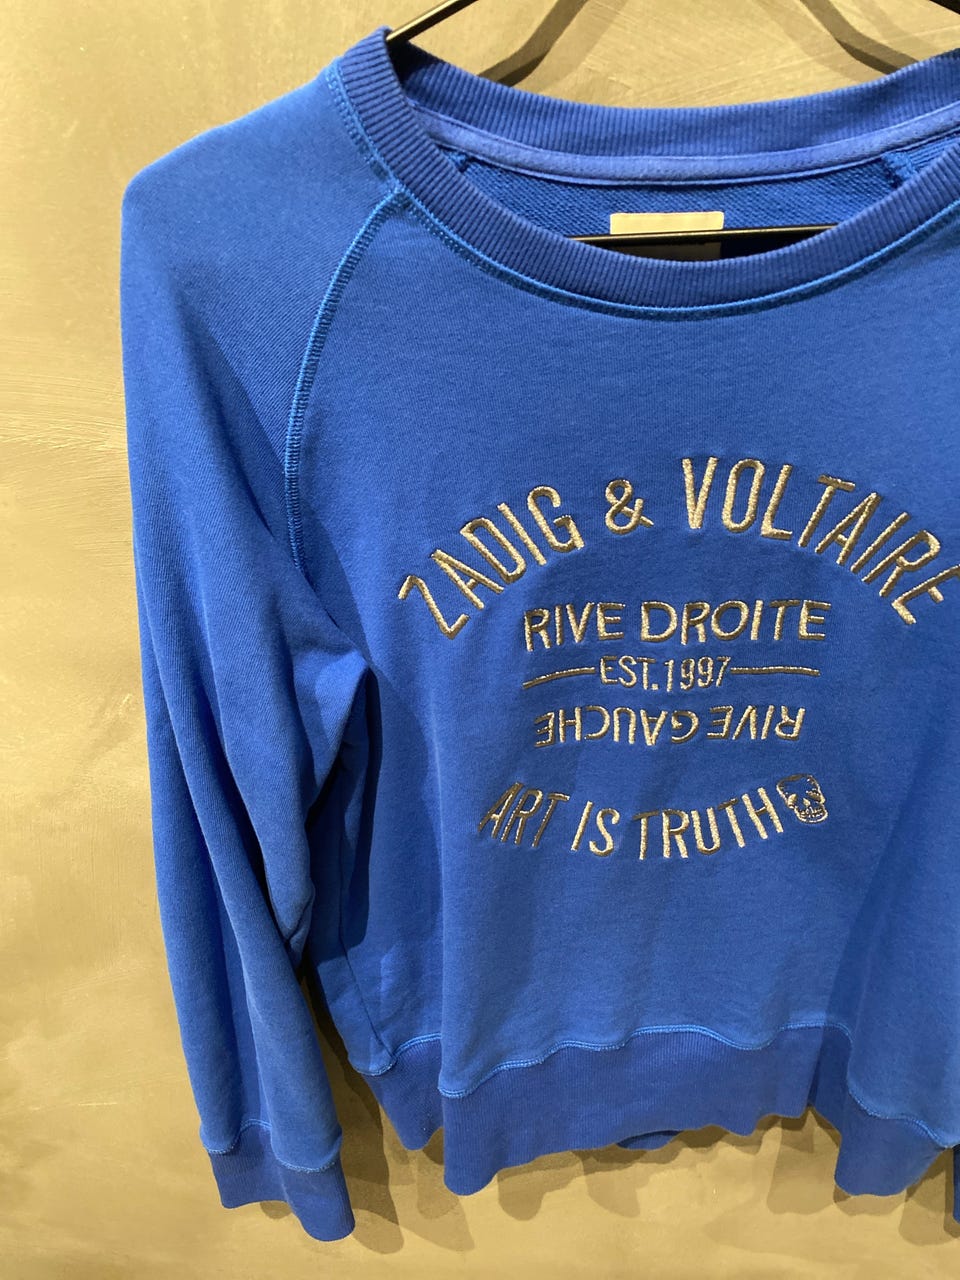 ZADIG & VOLTAIRE
RIVE DROITE
EST.1997
RIVE GAUCHE
ART IS TRUTH